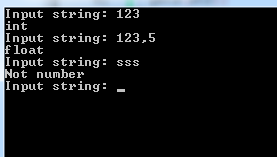 Input string: 123
int
Input string: 123,5
float
Input string: sss
Not number
Input string: _